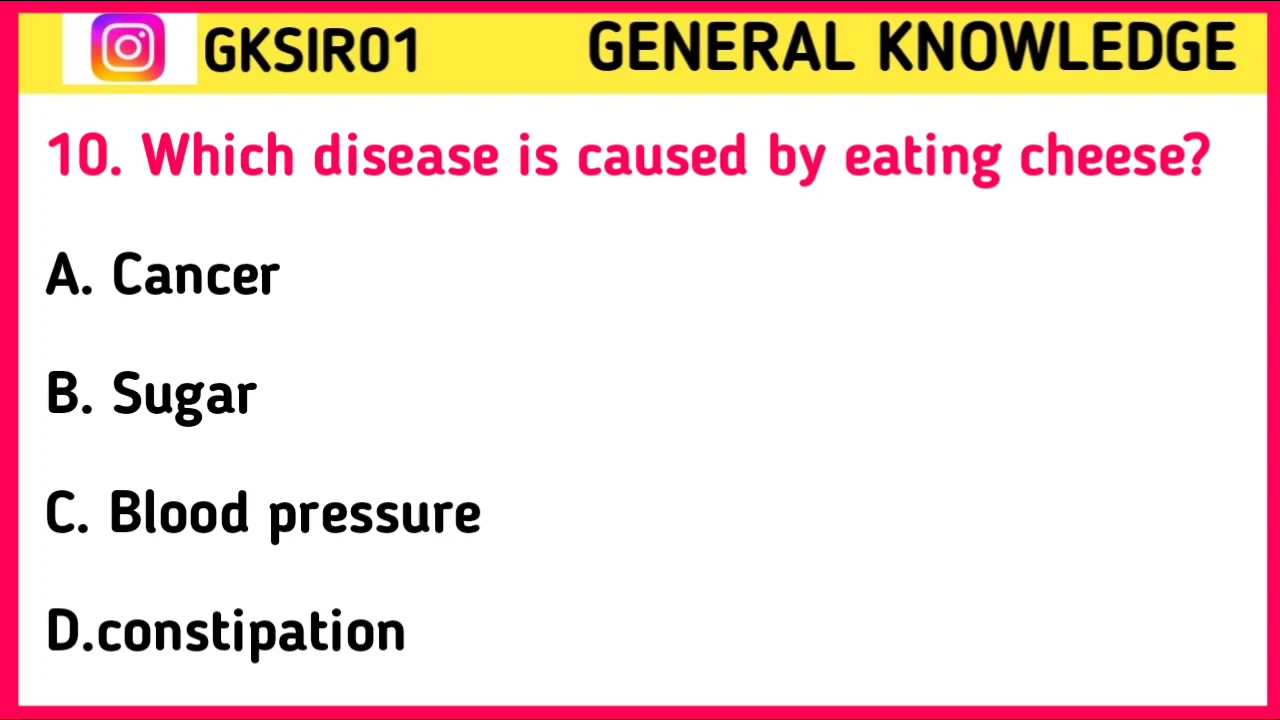 GKSIR01 GENERAL KNOWLEDGE
10. Which disease is caused by eating cheese?
A. Cancer
B. Sugar
C. Blood pressure
D.constipation